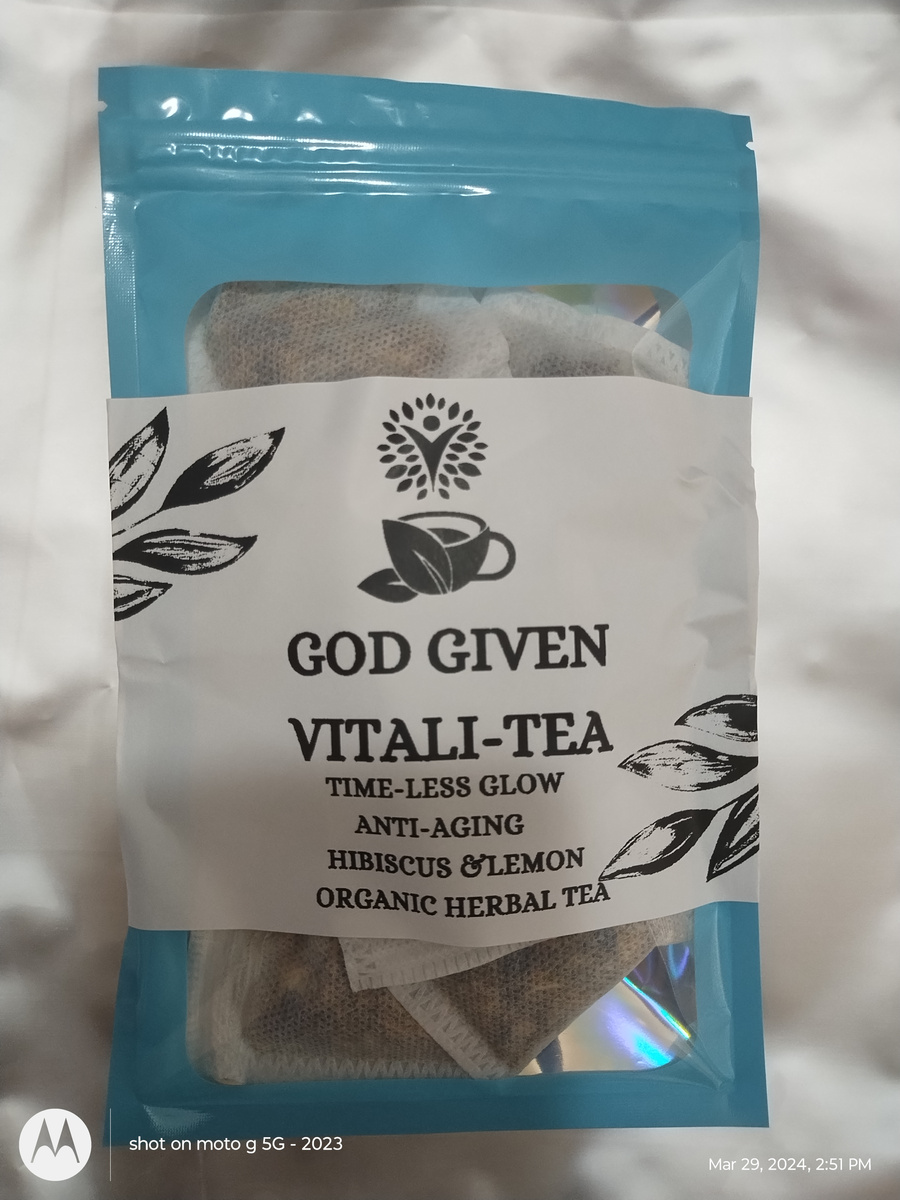 GOD GIVEN
VITALI-TEA
TIME-LESS GLOW
ANTI-AGING
HIBISCUS &LEMON
ORGANIC HERBAL TEA
shot on moto g 5G - 2023
Mar 29, 2024, 2:51 PM